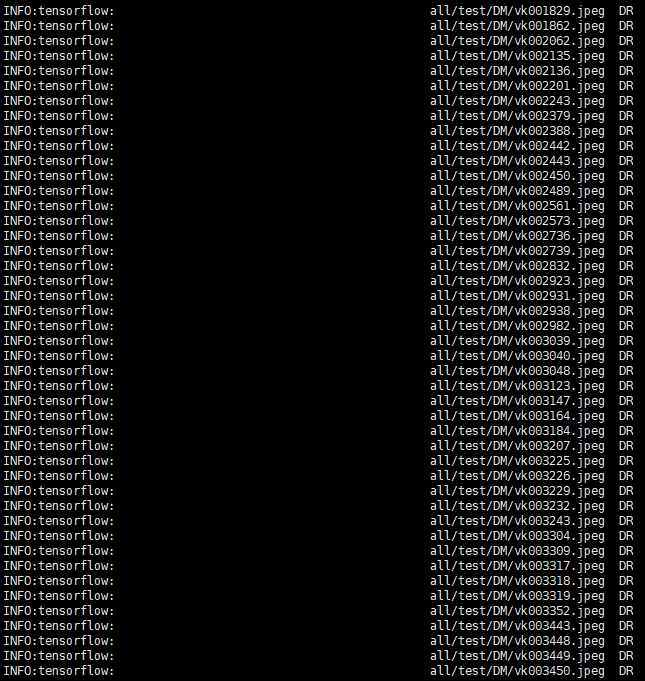 INFO:tensorflow: all/test/DM/vk001829.jpeg DR
INFO:tensorflow: all/test/DM/vk001862.jpeg DR
INFO:tensorflow: all/test/DM/vk002062.jpeg DR
INFO:tensorflow: all/test/DM/vk002135.jpeg DR
INFO:tensorflow: all/test/DM/vk002136.jpeg DR
INFO:tensorflow: all/test/DM/vk002201.jpeg DR
INFO:tensorflow: all/test/DM/vk002243.jpeg DR
INFO:tensorflow: all/test/DM/vk002379.jpeg DR
INFO:tensorflow: all/test/DM/vk002388.jpeg DR
INFO:tensorflow: all/test/DM/vk002442.jpeg DR
INFO:tensorflow: all/test/DM/vk002443.jpeg DR
INFO:tensorflow: all/test/DM/vk002450.jpeg DR
INFO:tensorflow: all/test/DM/vk002489.jpeg DR
INFO:tensorflow: all/test/DM/vk002561.jpeg DR
INFO:tensorflow: all/test/DM/vk002573.jpeg DR
INFO:tensorflow: all/test/DM/vk002736.jpeg DR
INFO:tensorflow: all/test/DM/vk002739.jpeg DR
INFO:tensorflow: all/test/DM/vk002832.jpeg DR
INFO:tensorflow: all/test/DM/vk002923.jpeg DR
INFO:tensorflow: all/test/DM/vk002931.jpeg DR
INFO:tensorflow: all/test/DM/vk002938.jpeg DR
INFO:tensorflow: all/test/DM/vk002982.jpeg DR
INFO:tensorflow: all/test/DM/vk003039.jpeg DR
INFO:tensorflow: all/test/DM/vk003040.jpeg DR
INFO:tensorflow: all/test/DM/vk003048.jpeg DR
INFO:tensorflow: all/test/DM/vk003123.jpeg DR
INFO:tensorflow: all/test/DM/vk003147.jpeg DR
INFO:tensorflow: all/test/DM/vk003164.jpeg DR
INFO:tensorflow: all/test/DM/vk003184.jpeg DR
INFO:tensorflow: all/test/DM/vk003207.jpeg DR
INFO:tensorflow: all/test/DM/vk003225.jpeg DR
INFO:tensorflow: all/test/DM/vk003226.jpeg DR
INFO:tensorflow: all/test/DM/vk003229.jpeg DR
INFO:tensorflow: all/test/DM/vk003232.jpeg DR
INFO:tensorflow: all/test/DM/vk003243.jpeg DR
INFO:tensorflow: all/test/DM/vk003304.jpeg DR
INFO:tensorflow: all/test/DM/vk003309.jpeg DR
INFO:tensorflow: all/test/DM/vk003317.jpeg DR
INFO:tensorflow: all/test/DM/vk003318.jpeg DR
INFO:tensorflow: all/test/DM/vk003319.jpeg DR
INFO:tensorflow: all/test/DM/vk003352.jpeg DR
INFO:tensorflow: all/test/DM/vk003443.jpeg DR
INFO:tensorflow: all/test/DM/vk003448.jpeg DR
INFO:tensorflow: all/test/DM/vk003449.jpeg DR
INFO:tensorflow: all/test/DM/vk003450.jpeg DR